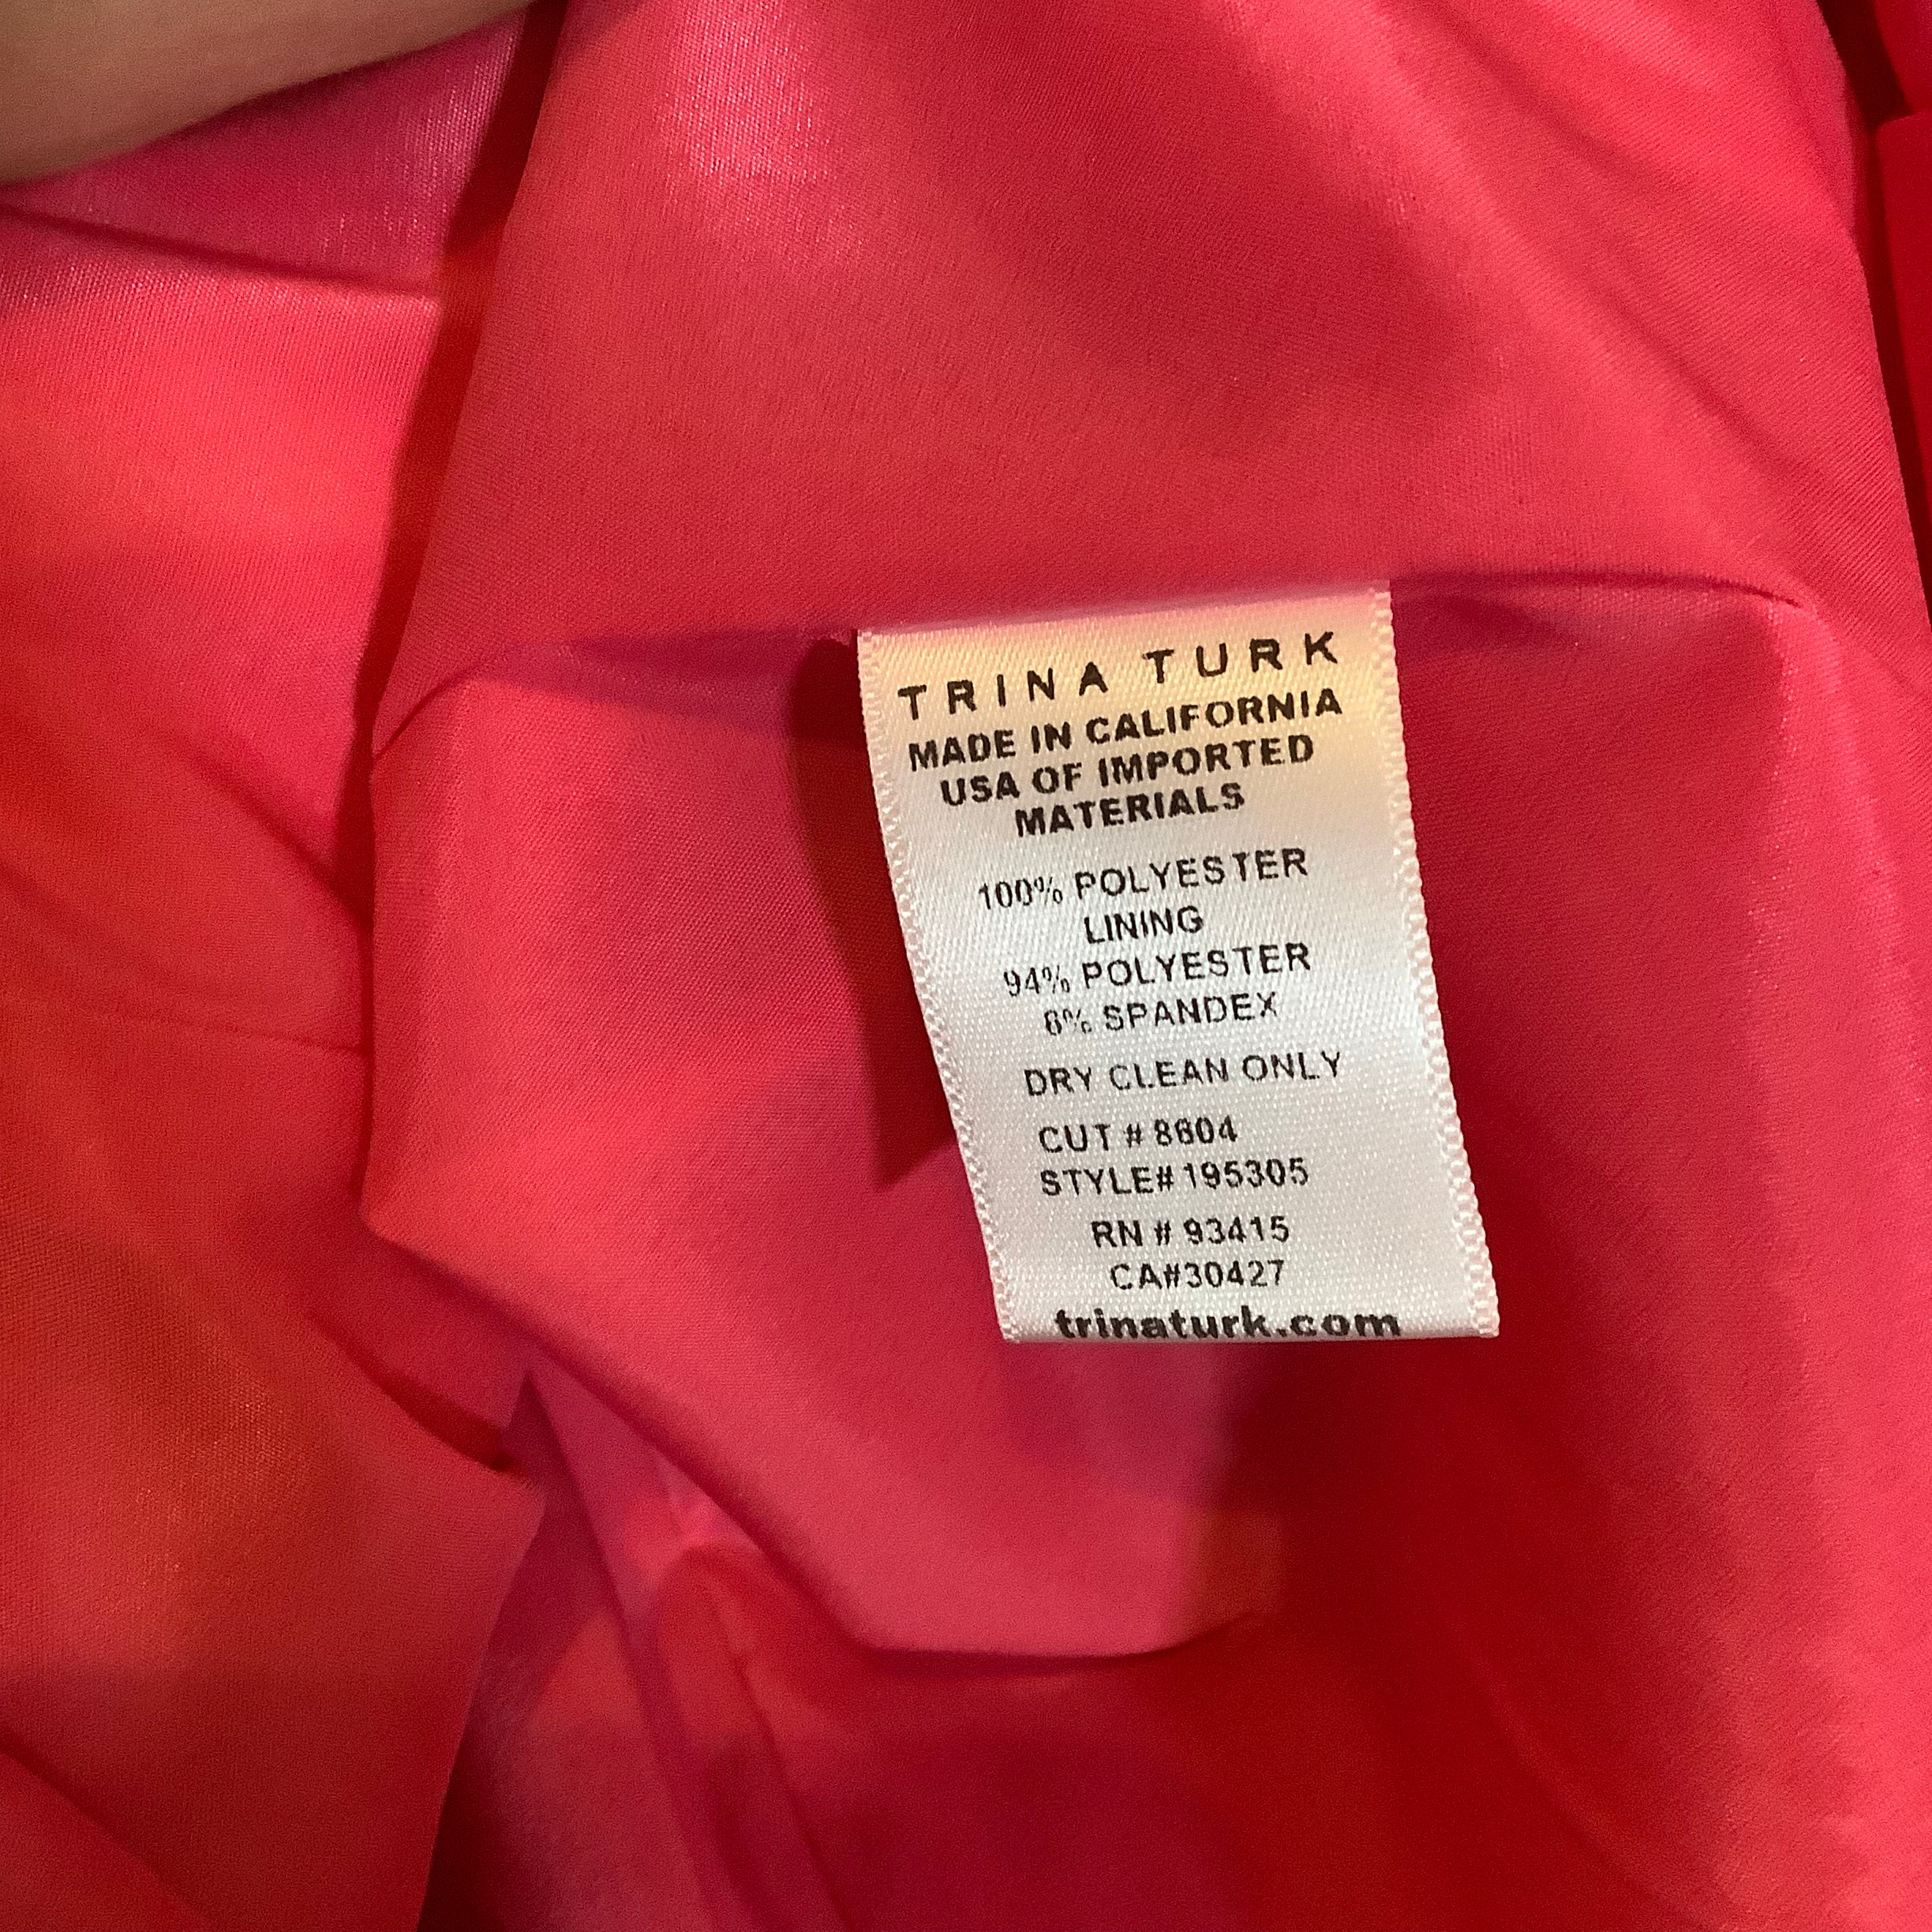 TRINA TURK
MADE IN CALIFORNIA
USA OF IMPORTED
MATERIALS
100% POLYESTER
LINING
94% POLYESTER
6% SPANDEX
DRY CLEAN ONLY
CUT # 8604
STYLE# 195305
RN # 93415
CA#30427
trinaturk.com